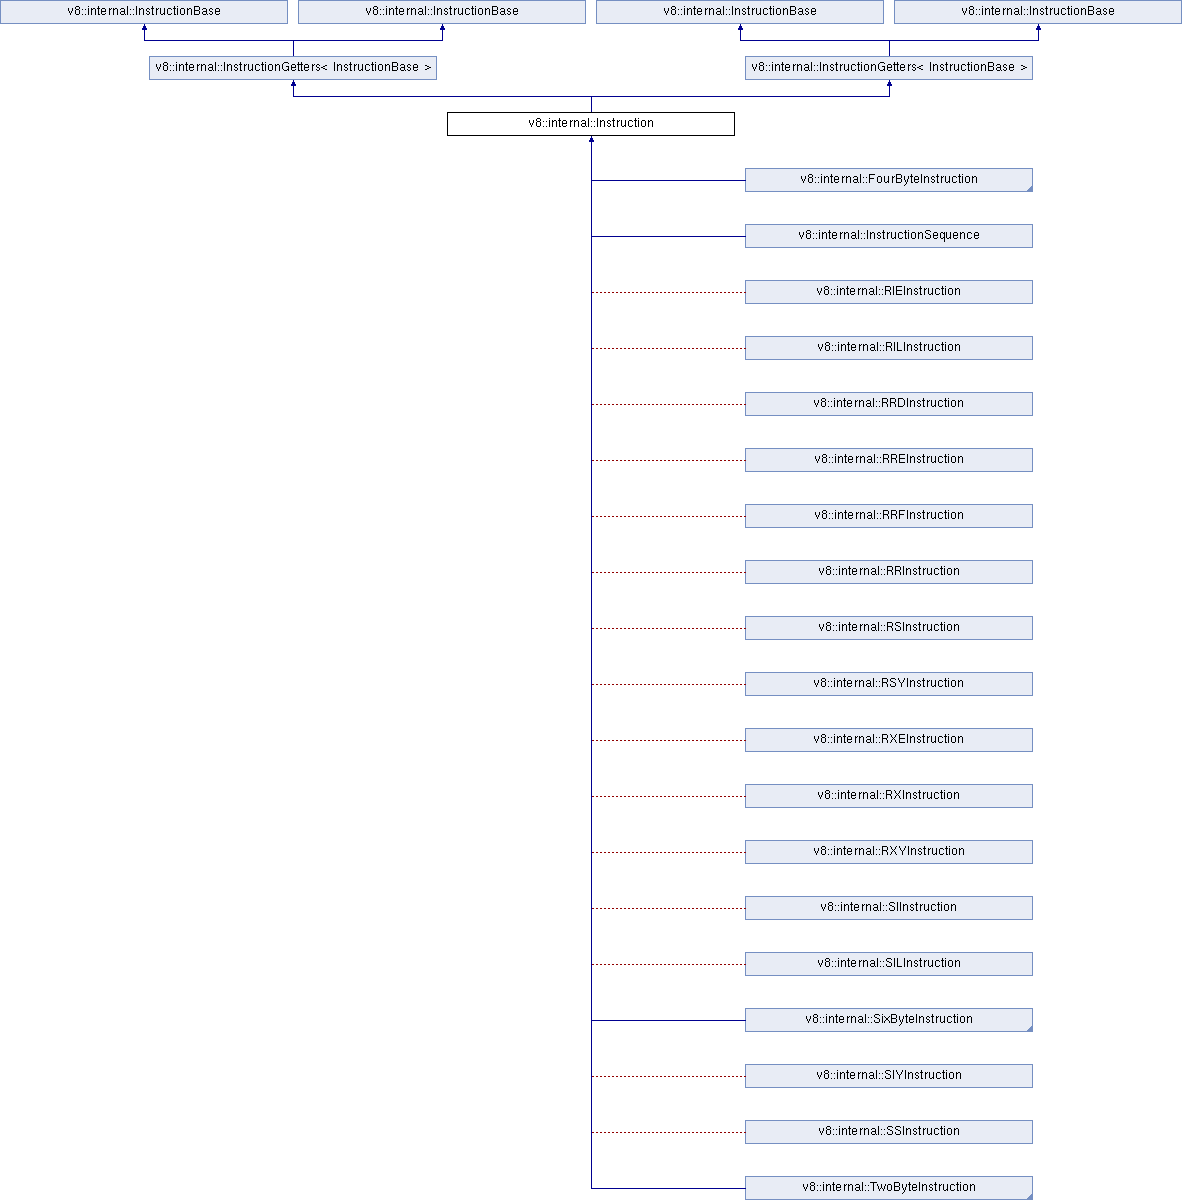 v8::internal::InstructionBase
v8::internal::InstructionBase
v8::internal::InstructionBase
v8::internal::InstructionBase
v8::internal::InstructionGetters< InstructionBase >
v8::internal::InstructionGetters< InstructionBase >
v8::internal::Instruction
v8::internal::FourByteInstruction
v8::internal::InstructionSequence
v8::internal::RIEInstruction
v8::internal::RILInstruction
v8::internal::RRDInstruction
v8::internal::RREInstruction
v8::internal::RRFInstruction
v8::internal::RRInstruction
v8::internal::RSInstruction
v8::internal::RSYInstruction
v8::internal::RXEInstruction
v8::internal::RXInstruction
v8::internal::RXYInstruction
v8::internal::SIInstruction
v8::internal::SILInstruction
v8::internal::SixByteInstruction
v8::internal::SIYInstruction
v8::internal::SSInstruction
v8::internal::TwoByteInstruction